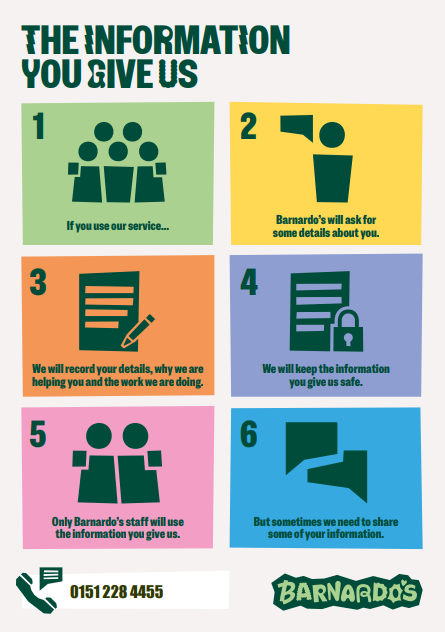 THE INFORMATION
YOU GIVE US
1
If you use our service...
2
Barnardo's will ask for
some details about you.
3
We will record your details, why we are
helping you and the work we are doing.
4
We will keep the information
you give us safe.
5
Only Barnardo's staff will use
the information you give us.
6
But sometimes we need to share
some of your information.
0151 228 4455
BARNARDO'S